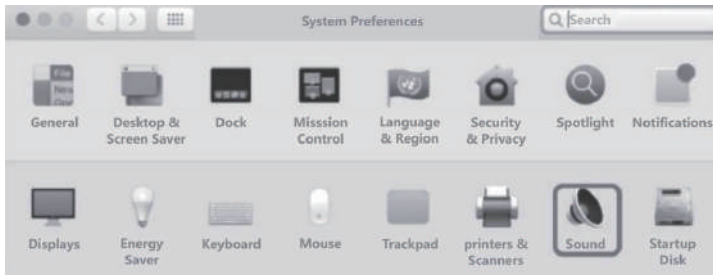 System Preferences
Search
General
Desktop &
Screen Saver
Dock
Misssion
Control
Language
& Region
Security
& Privacy
Spotlight
Notifications
Displays
Energy
Saver
Keyboard
Mouse
Trackpad
printers &
Scanners
Sound
Startup
Disk